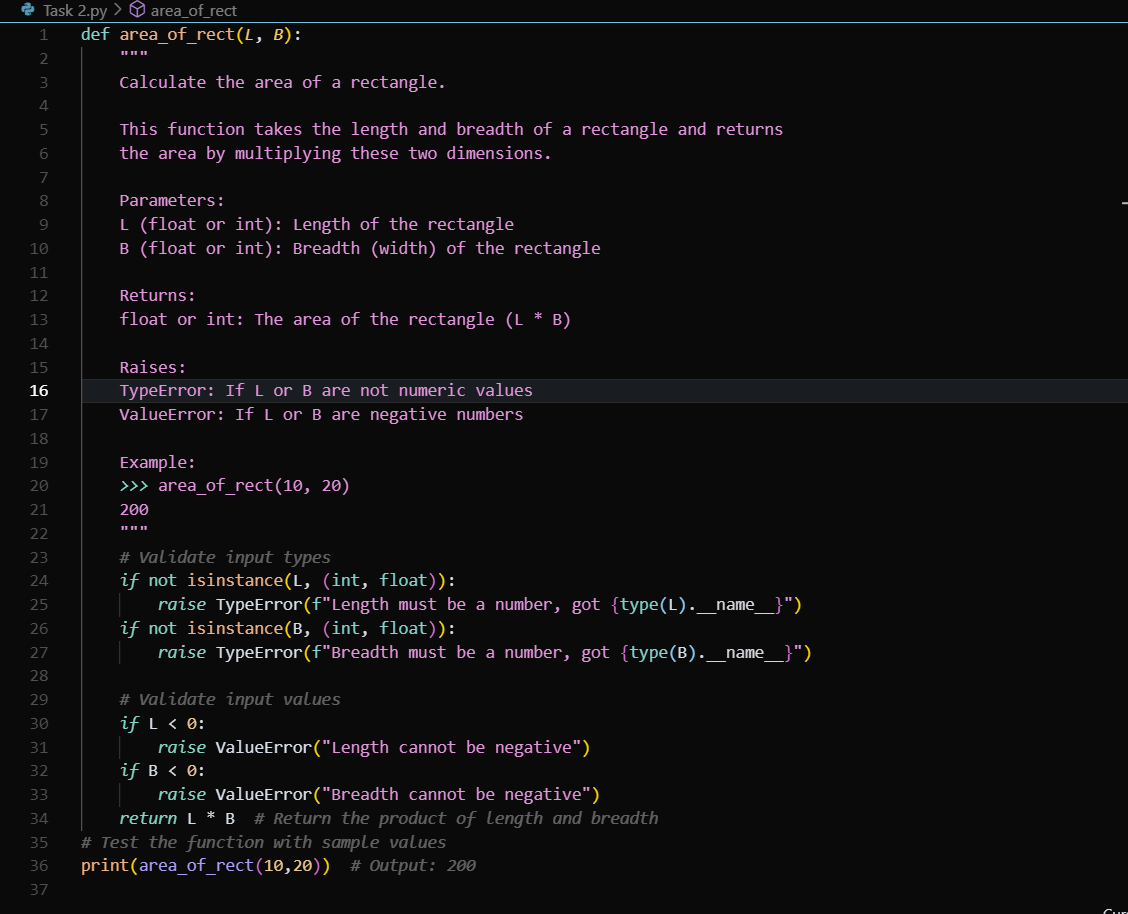 Task 2.py > area_of_rect
1 def area_of_rect(L, B):
2     """
3     Calculate the area of a rectangle.
4
5     This function takes the length and breadth of a rectangle and returns
6     the area by multiplying these two dimensions.
7
8     Parameters:
9     L (float or int): Length of the rectangle
10     B (float or int): Breadth (width) of the rectangle
11
12     Returns:
13     float or int: The area of the rectangle (L * B)
14
15     Raises:
16     TypeError: If L or B are not numeric values
17     ValueError: If L or B are negative numbers
18
19     Example:
20     >>> area_of_rect(10, 20)
21     200
22     """
23     # Validate input types
24     if not isinstance(L, (int, float)):
25         raise TypeError(f"Length must be a number, got {type(L).__name__}")
26     if not isinstance(B, (int, float)):
27         raise TypeError(f"Breadth must be a number, got {type(B).__name__}")
28
29     # Validate input values
30     if L < 0:
31         raise ValueError("Length cannot be negative")
32     if B < 0:
33         raise ValueError("Breadth cannot be negative")
34     return L * B  # Return the product of length and breadth
35 # Test the function with sample values
36 print(area_of_rect(10,20))  # Output: 200
37